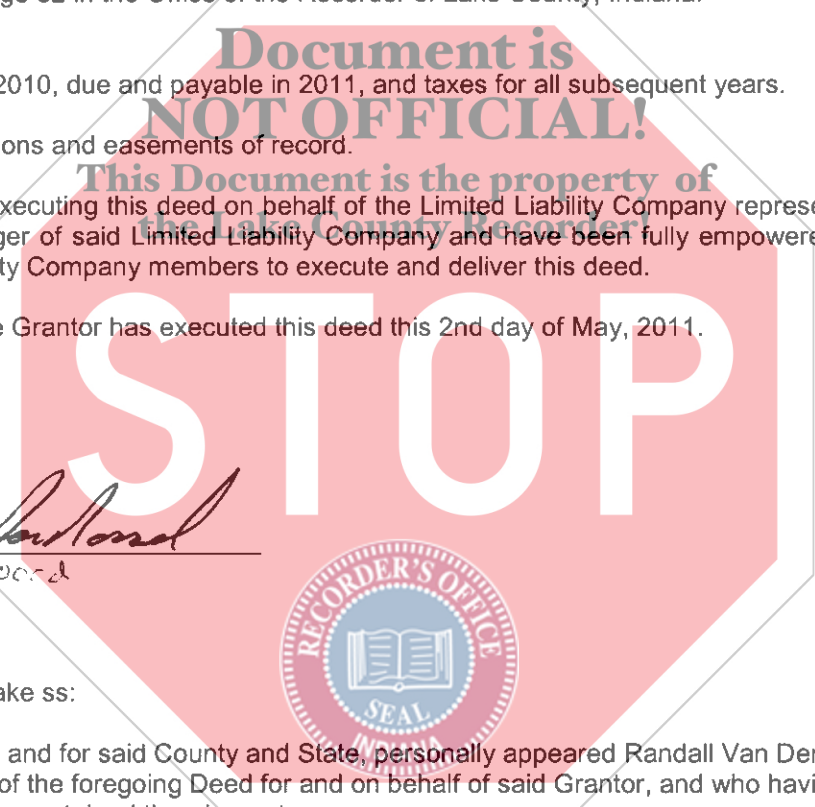 in the Office of the Recorder of Lake County, Indiana.
Document is
2010, due and payable in 2011, and taxes for all subsequent years.
NOT OFFICIAL!
ons and easements of record.
This Document is the property of
xecuting this deed on behalf of the Limited Liability Company represe
the Lake County Recorder!
ger of said Limited Liability Company and have been fully empowere
ty Company members to execute and deliver this deed.
e Grantor has executed this deed this 2nd day of May, 2011.
STOP
RECORDER'S OFFICE
SEAL
INDIANA
ake ss:
and for said County and State, personally appeared Randall Van Der
of the foregoing Deed for and on behalf of said Grantor, and who havi